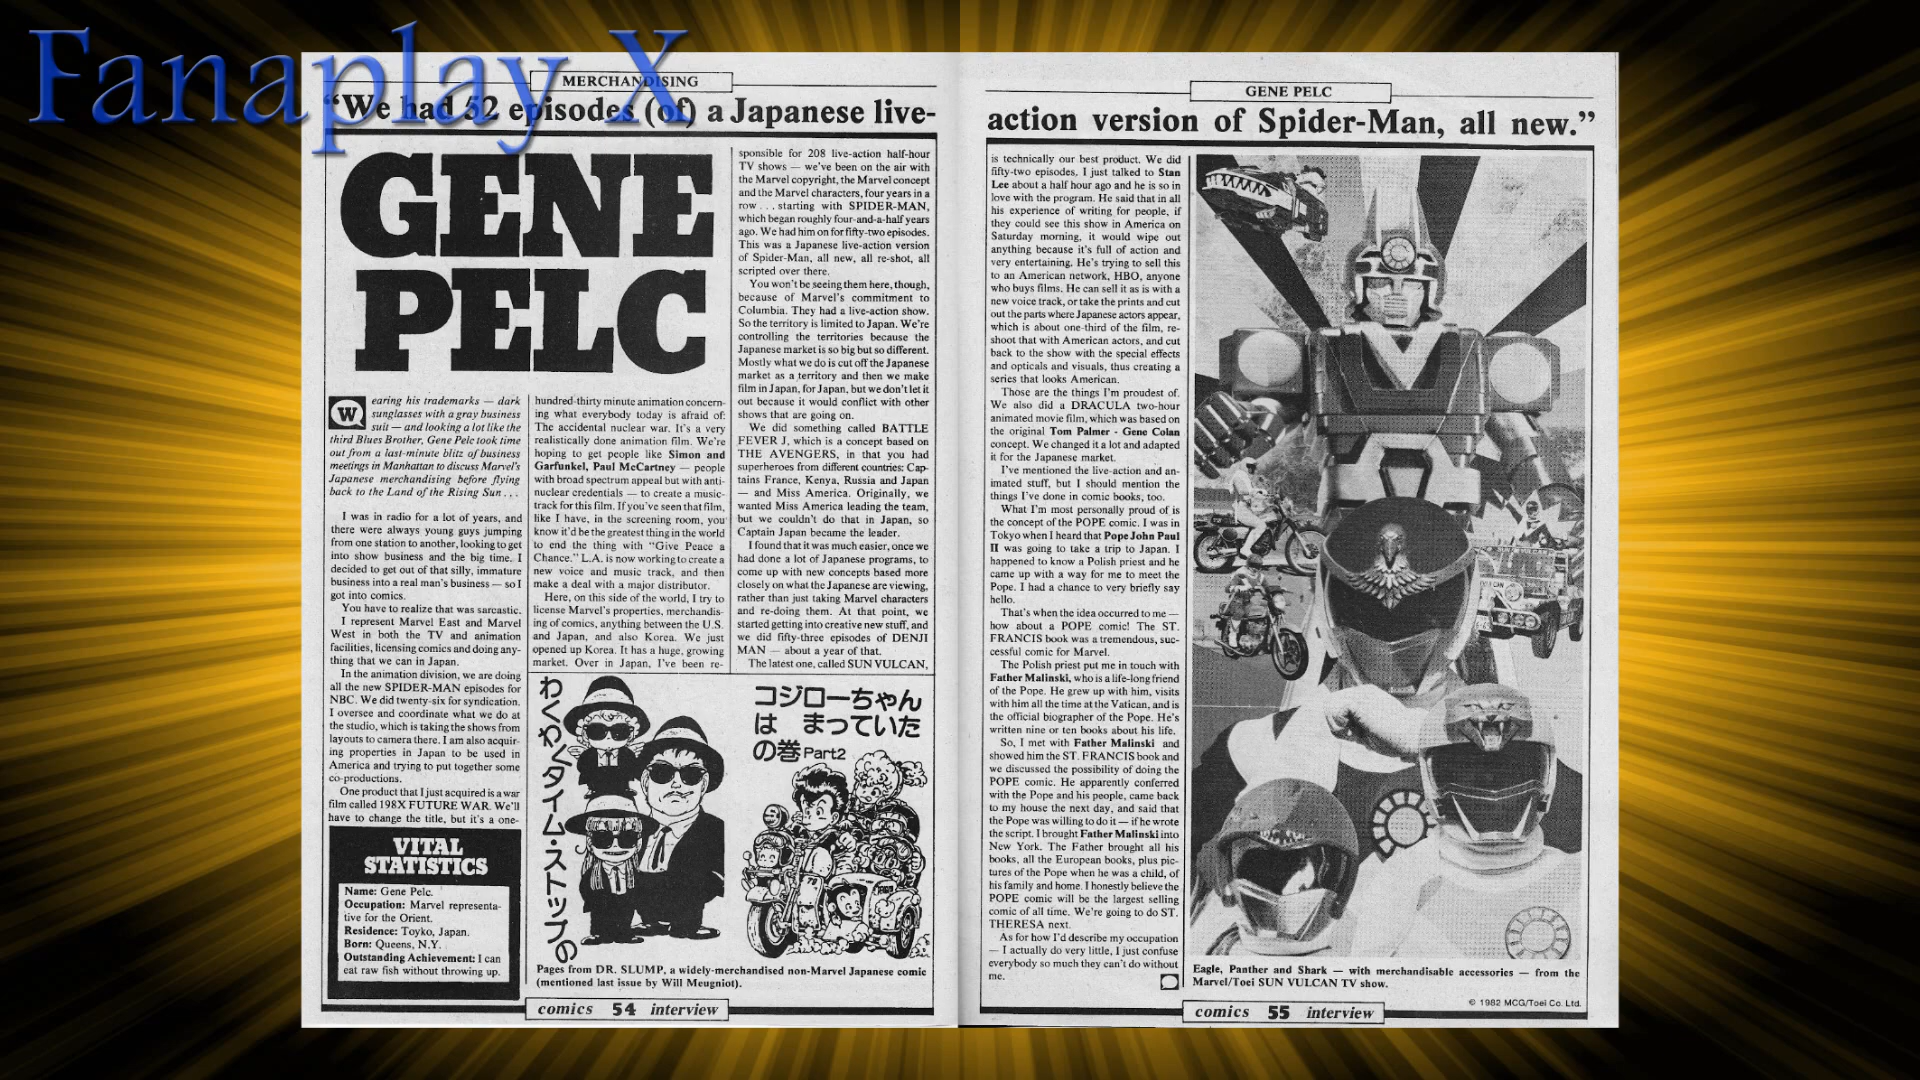 Fanaplay X
MERCHANDISING
“We had 52 episodes (of) a Japanese live-
GENE
PELC
earing his trademarks — dark
sunglasses with a gray business
suit — and looking a lot like the
third Blues Brother, Gene Pelc took time
out from a last-minute blitz of business
meetings in Manhattan to discuss Marvel's
Japanese merchandising before flying
back to the Land of the Rising Sun . . .
W
I was in radio for a lot of years, and
there were always young guys jumping
from one station to another, looking to get
into show business and the big time. I
decided to get out of that silly, immature
business into a real man's business — so I
got into comics.
You have to realize that was sarcastic.
I represent Marvel East and Marvel
West in both the TV and animation
facilities, licensing comics and doing any-
thing that we can in Japan.
In the animation division, we are doing
all the new SPIDER-MAN episodes for
NBC. We did twenty-six for syndication.
I oversee and coordinate what we do at
the studio, which is taking the shows from
layouts to camera there. I am also acquir-
ing properties in Japan to be used in
America and trying to put together some
co-productions.
One product that I just acquired is a war
film called 198X FUTURE WAR. We'll
have to change the title, but it's a one-
VITAL
STATISTICS
Name: Gene Pelc.
Occupation: Marvel representa-
tive for the Orient.
Residence: Toyko, Japan.
Born: Queens, N.Y.
Outstanding Achievement: I can
eat raw fish without throwing up.
hundred-thirty minute animation concern-
ing what everybody today is afraid of:
The accidental nuclear war. It's a very
realistically done animation film. We're
hoping to get people like Simon and
Garfunkel, Paul McCartney — people
with broad spectrum appeal but with anti-
nuclear credentials — to create a music-
track for this film. If you've seen that film,
like I have, in the screening room, you
know it'd be the greatest thing in the world
to end the thing with “Give Peace a
Chance.” L.A. is now working to create a
new voice and music track, and then
make a deal with a major distributor.
Here, on this side of the world, I try to
license Marvel's properties, merchandis-
ing of comics, anything between the U.S.
and Japan, and also Korea. We just
opened up Korea. It has a huge, growing
market. Over in Japan, I've been re-
sponsible for 208 live-action half-hour
TV shows — we've been on the air with
the Marvel copyright, the Marvel concept
and the Marvel characters, four years in a
row . . . starting with SPIDER-MAN,
which began roughly four-and-a-half years
ago. We had him on for fifty-two episodes.
This was a Japanese live-action version
of Spider-Man, all new, all re-shot, all
scripted over there.
You won't be seeing them here, though,
because of Marvel's commitment to
Columbia. They had a live-action show.
So the territory is limited to Japan. We're
controlling the territories because the
Japanese market is so big but so different.
Mostly what we do is cut off the Japanese
market as a territory and then we make
film in Japan, for Japan, but we don't let it
out because it would conflict with other
shows that are going on.
We did something called BATTLE
FEVER J, which is a concept based on
THE AVENGERS, in that you had
superheroes from different countries: Cap-
tains France, Kenya, Russia and Japan
— and Miss America. Originally, we
wanted Miss America leading the team,
but we couldn't do that in Japan, so
Captain Japan became the leader.
I found that it was much easier, once we
had done a lot of Japanese programs, to
come up with new concepts based more
closely on what the Japanese are viewing,
rather than just taking Marvel characters
and re-doing them. At that point, we
started getting into creative new stuff, and
we did fifty-three episodes of DENJI
MAN — about a year of that.
The latest one, called SUN VULCAN,
わくわくタイム・ストップの
コジローちゃん
は まっていた
の巻 Part2
Pages from DR. SLUMP, a widely-merchandised non-Marvel Japanese comic
(mentioned last issue by Will Meugniot).
comics 54 interview
GENE PELC
action version of Spider-Man, all new.”
is technically our best product. We did
fifty-two episodes. I just talked to Stan
Lee about a half hour ago and he is so in
love with the program. He said that in all
his experience of writing for people, if
they could see this show in America on
Saturday morning, it would wipe out
anything because it's full of action and
very entertaining. He's trying to sell this
to an American network, HBO, anyone
who buys films. He can sell it as is with a
new voice track, or take the prints and cut
out the parts where Japanese actors appear,
which is about one-third of the film, re-
shoot that with American actors, and cut
back to the show with the special effects
and opticals and visuals, thus creating a
series that looks American.
Those are the things I'm proudest of.
We also did a DRACULA two-hour
animated movie film, which was based on
the original Tom Palmer - Gene Colan
concept. We changed it a lot and adapted
it for the Japanese market.
I've mentioned the live-action and an-
imated stuff, but I should mention the
things I've done in comic books, too.
What I'm most personally proud of is
the concept of the POPE comic. I was in
Tokyo when I heard that Pope John Paul
II was going to take a trip to Japan. I
happened to know a Polish priest and he
came up with a way for me to meet the
Pope. I had a chance to very briefly say
hello.
That's when the idea occurred to me —
how about a POPE comic! The ST.
FRANCIS book was a tremendous, suc-
cessful comic for Marvel.
The Polish priest put me in touch with
Father Malinski, who is a life-long friend
of the Pope. He grew up with him, visits
with him all the time at the Vatican, and is
the official biographer of the Pope. He's
written nine or ten books about his life.
So, I met with Father Malinski and
showed him the ST. FRANCIS book and
we discussed the possibility of doing the
POPE comic. He apparently conferred
with the Pope and his people, came back
to my house the next day, and said that
the Pope was willing to do it — if he wrote
the script. I brought Father Malinski into
New York. The Father brought all his
books, all the European books, plus pic-
tures of the Pope when he was a child, of
his family and home. I honestly believe the
POPE comic will be the largest selling
comic of all time. We're going to do ST.
THERESA next.
As for how I'd describe my occupation
— I actually do very little, I just confuse
everybody so much they can't do without
me.
Eagle, Panther and Shark — with merchandisable accessories — from the
Marvel/Toei SUN VULCAN TV show.
© 1982 MCG/Toei Co. Ltd.
comics 55 interview